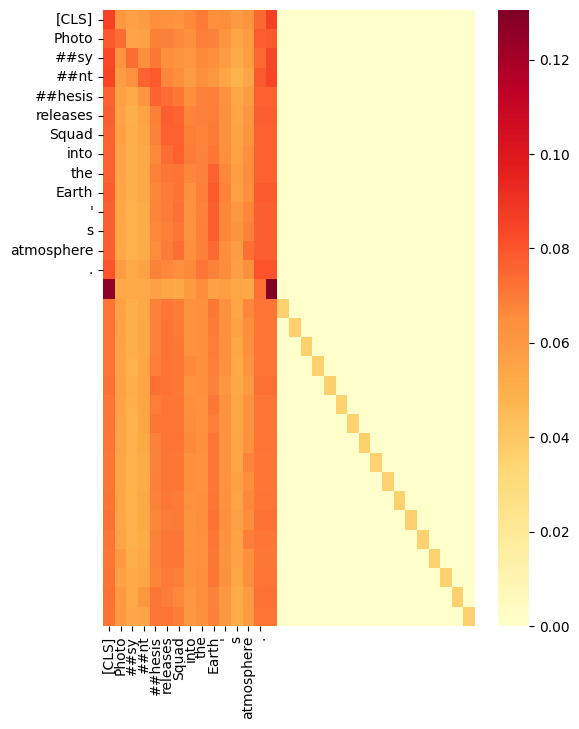 [CLS]
Photo
##sy
##nt
##hesis
releases
Squad
into
the
Earth
'
s
atmosphere
.
0.12
0.10
0.08
0.06
0.04
0.02
0.00
[CLS]
Photo
##sy
##nt
##hesis
releases
Squad
into
the
Earth
'
s
atmosphere
.